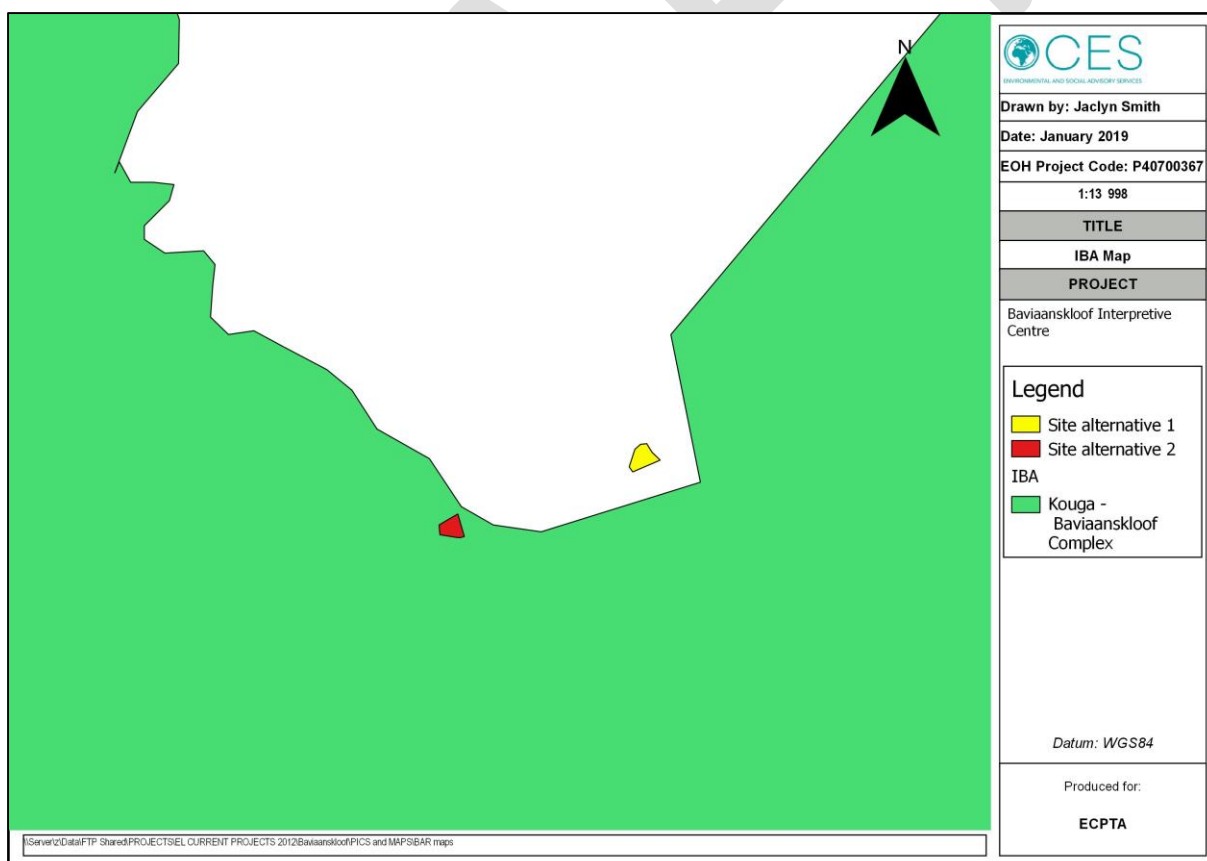 N
CES
ENVIRONMENTAL AND SOCIAL ADVISORY SERVICES
Drawn by: Jaclyn Smith
Date: January 2019
EOH Project Code: P40700367
1:13 998
TITLE
IBA Map
PROJECT
Baviaanskloof Interpretive
Centre
Legend
Site alternative 1
Site alternative 2
IBA
Kouga -
Baviaanskloof
Complex
Datum: WGS84
Produced for:
ECPTA
\\Server\z\Data\FTP Shared\PROJECTS\EL CURRENT PROJECTS 2012\Baviaanskloof\PICS and MAPS\BAR maps